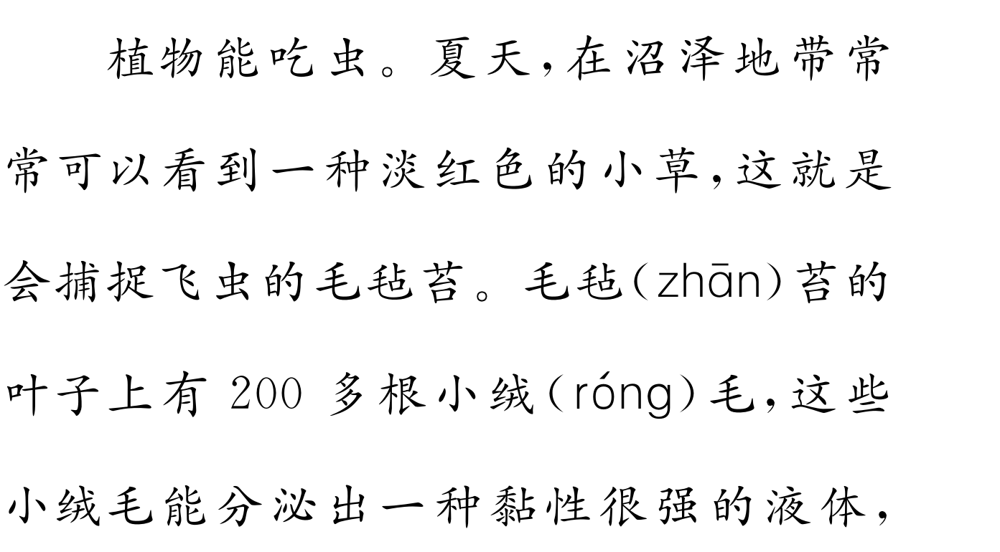 植物能吃虫。夏天,在沼泽地带常
常可以看到一种淡红色的小草,这就是
会捕捉飞虫的毛毡苔。毛毡(zhān)苔的
叶子上有 200 多根小绒(róng)毛,这些
小绒毛能分泌出一种黏性很强的液体,